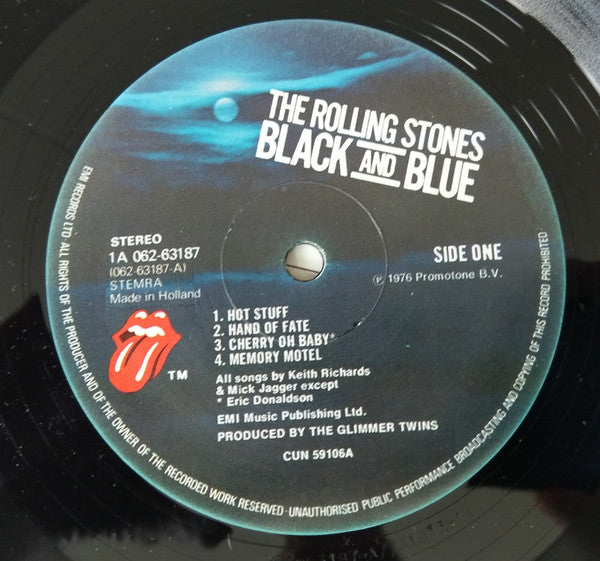 THE ROLLING STONES
BLACK AND BLUE
STEREO
1A 062-63187
(062-63187-A)
STEMRA
Made in Holland
SIDE ONE
℗ 1976 Promotone B.V.
1. HOT STUFF
2. HAND OF FATE
3. CHERRY OH BABY*
4. MEMORY MOTEL
TM
All songs by Keith Richards
& Mick Jagger except
* Eric Donaldson
EMI Music Publishing Ltd.
PRODUCED BY THE GLIMMER TWINS
CUN 59106A
EMI RECORDS LTD ALL RIGHTS OF THE PRODUCER AND OF THE OWNER OF THE RECORDED WORK RESERVED · UNAUTHORISED PUBLIC PERFORMANCE BROADCASTING AND COPYING OF THIS RECORD PROHIBITED